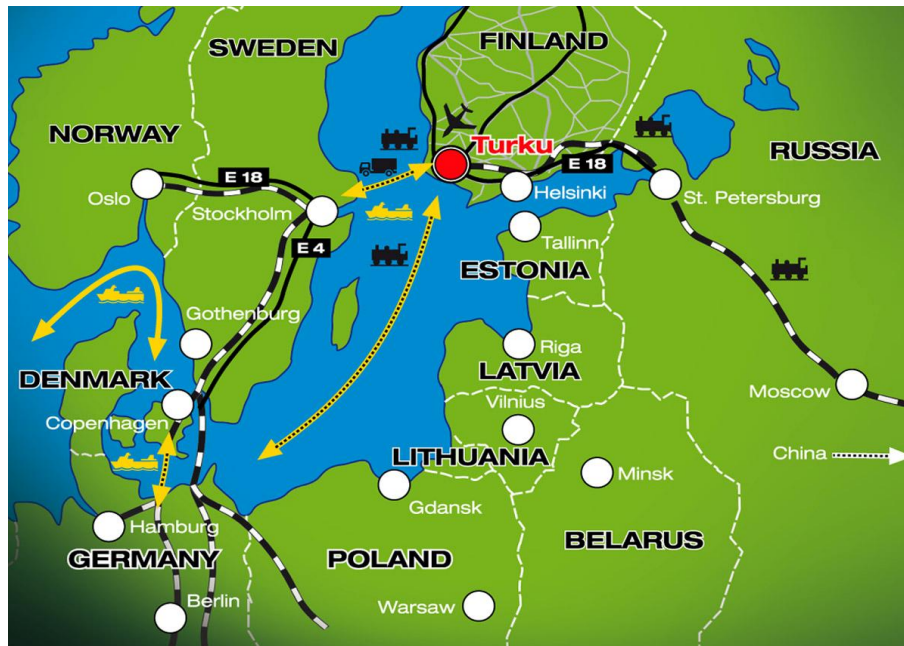 SWEDEN
FINLAND
NORWAY
Turku
RUSSIA
E 18
E 18
Oslo
Stockholm
Helsinki
St. Petersburg
E 4
Tallinn
ESTONIA
Gothenburg
Riga
DENMARK
LATVIA
Moscow
Copenhagen
Vilnius
LITHUANIA
China
Minsk
Gdansk
Hamburg
GERMANY
POLAND
BELARUS
Berlin
Warsaw